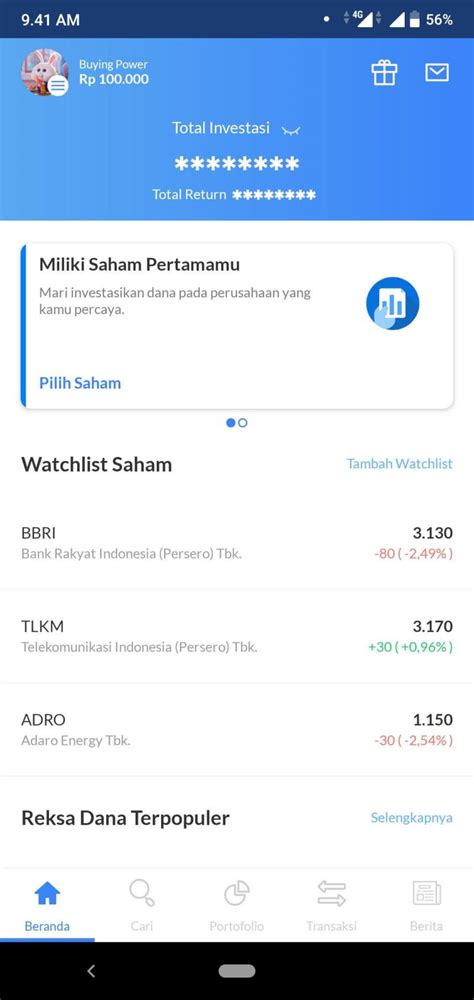 9.41 AM
4G
56%
Buying Power
Rp 100.000
Total Investasi
********
Total Return ********
Miliki Saham Pertamamu
Mari investasikan dana pada perusahaan yang
kamu percaya.
Pilih Saham
Watchlist Saham
Tambah Watchlist
BBRI
3.130
Bank Rakyat Indonesia (Persero) Tbk.
-80 ( -2,49% )
TLKM
3.170
Telekomunikasi Indonesia (Persero) Tbk.
+30 ( +0,96% )
ADRO
1.150
Adaro Energy Tbk.
-30 ( -2,54% )
Reksa Dana Terpopuler
Selengkapnya
Beranda
Cari
Portofolio
Transaksi
Berita